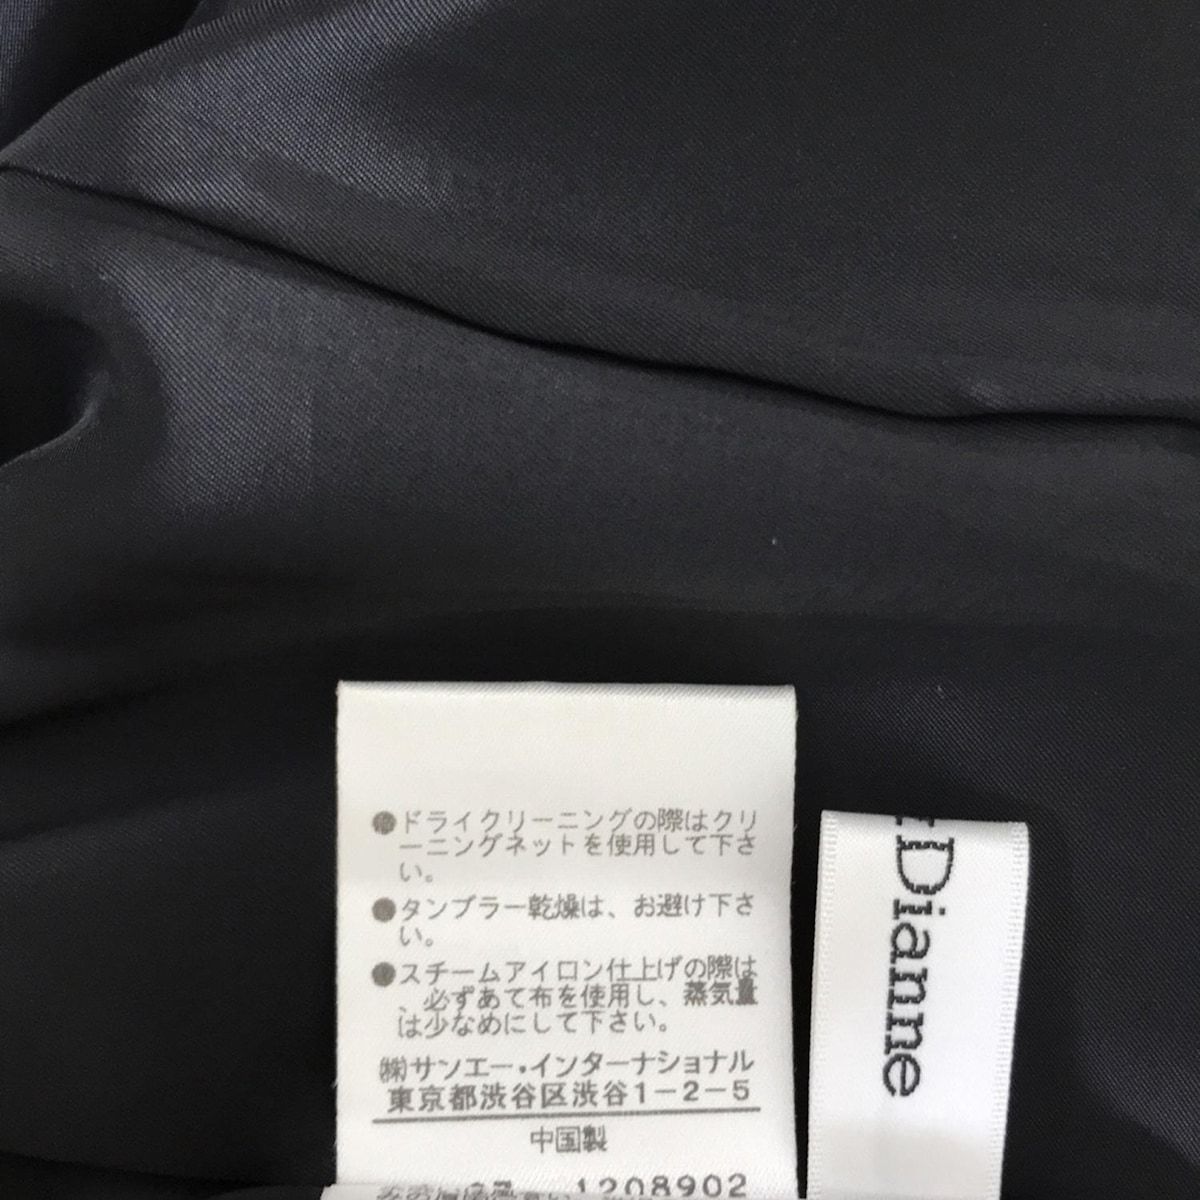 ●ドライクリーニングの際はクリ
ーニングネットを使用して下さ
い。
●タンブラー乾燥は、お避け下さ
い。
●スチームアイロン仕上げの際は
、必ずあて布を使用し、蒸気量
は少なめにして下さい。
㈱サンエー・インターナショナル
東京都渋谷区渋谷1-2-5
中国製
1208902
Dianne